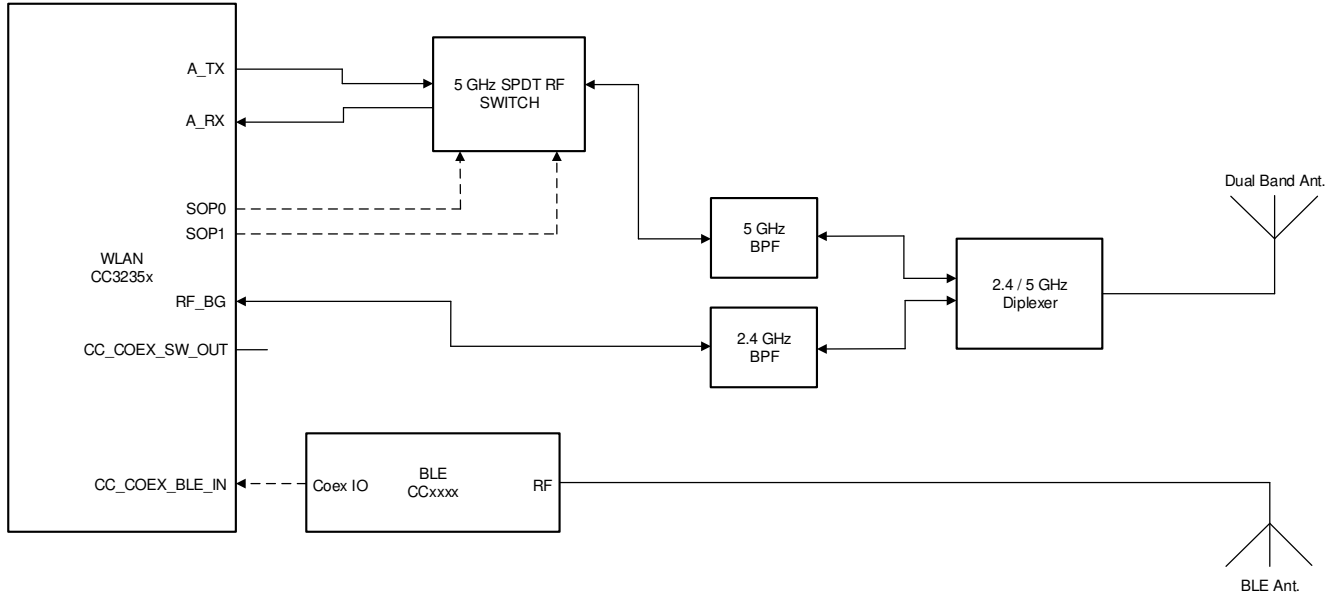 A_TX
A_RX
SOP0
SOP1
WLAN
CC3235x
RF_BG
CC_COEX_SW_OUT
CC_COEX_BLE_IN
5 GHz SPDT RF
SWITCH
5 GHz
BPF
2.4 GHz
BPF
2.4 / 5 GHz
Diplexer
Dual Band Ant.
Coex IO
BLE
CCxxxx
RF
BLE Ant.